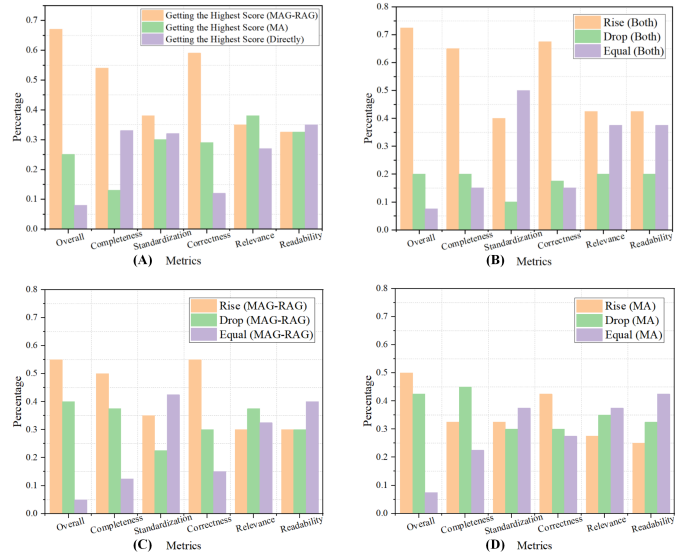 0.7
0.6
0.5
0.4
0.3
0.2
0.1
0.0
Percentage
Getting the Highest Score (MAG-RAG)
Getting the Highest Score (MA)
Getting the Highest Score (Directly)
Overall
Completeness
Standardization
Correctness
Relevance
Readability
(A)
Metrics
0.8
0.7
0.6
0.5
0.4
0.3
0.2
0.1
0.0
Percentage
Rise (Both)
Drop (Both)
Equal (Both)
Overall
Completeness
Standardization
Correctness
Relevance
Readability
(B)
Metrics
0.8
0.7
0.6
0.5
0.4
0.3
0.2
0.1
0.0
Percentage
Rise (MAG-RAG)
Drop (MAG-RAG)
Equal (MAG-RAG)
Overall
Completeness
Standardization
Correctness
Relevance
Readability
(C)
Metrics
0.8
0.7
0.6
0.5
0.4
0.3
0.2
0.1
0.0
Percentage
Rise (MA)
Drop (MA)
Equal (MA)
Overall
Completeness
Standardization
Correctness
Relevance
Readability
(D)
Metrics